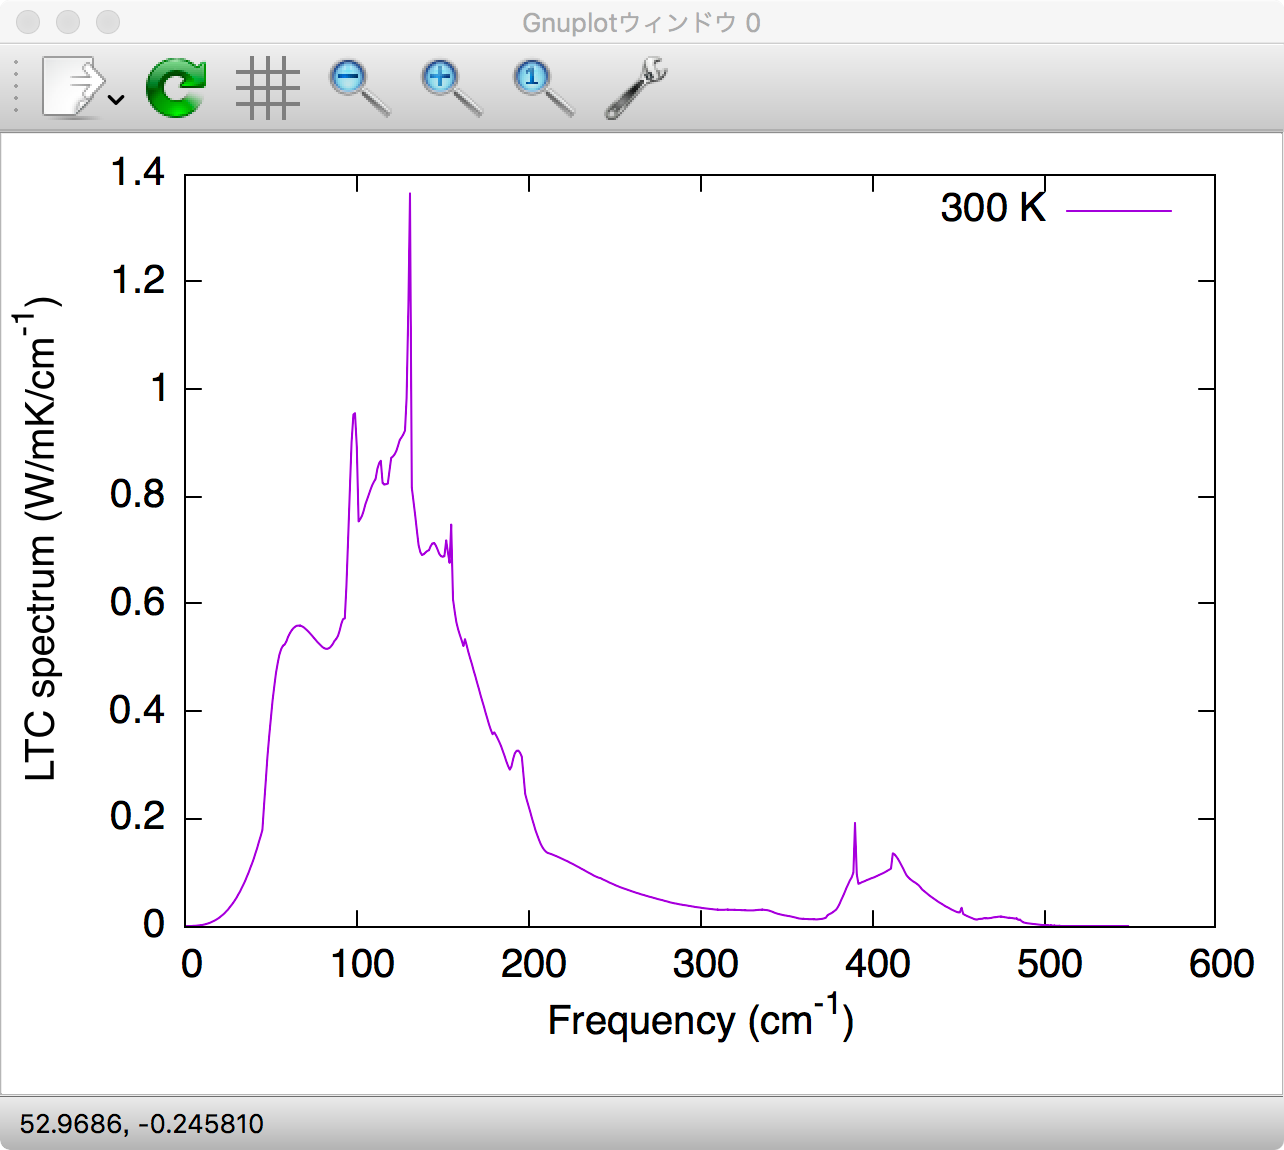 Gnuplotウィンドウ 0
1
1.4
1.2
1
0.8
0.6
0.4
0.2
0
300 K
LTC spectrum (W/mK/cm-1)
0 100 200 300 400 500 600
Frequency (cm-1)
52.9686, -0.245810